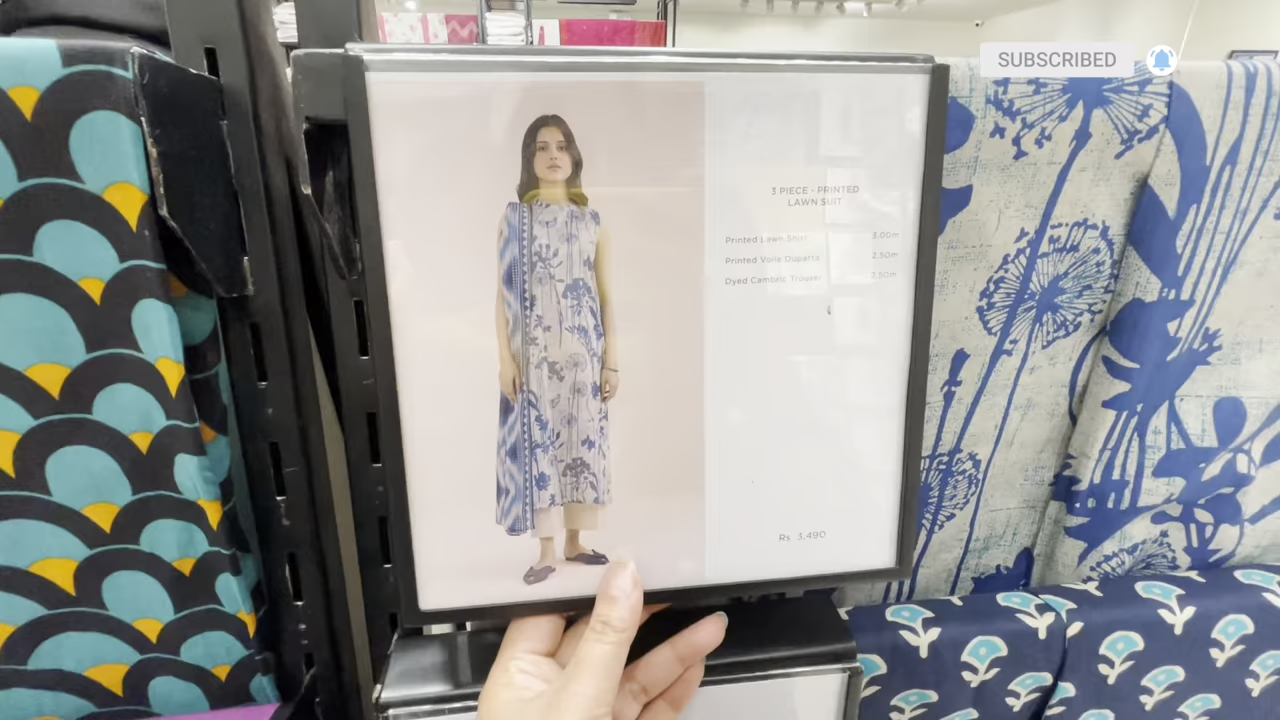 SUBSCRIBED
3 PIECE - PRINTED
LAWN SUIT
Printed Lawn Shirt 3.00m
Printed Voile Dupatta 2.50m
Dyed Cambric Trouser 2.50m
Rs 3,490